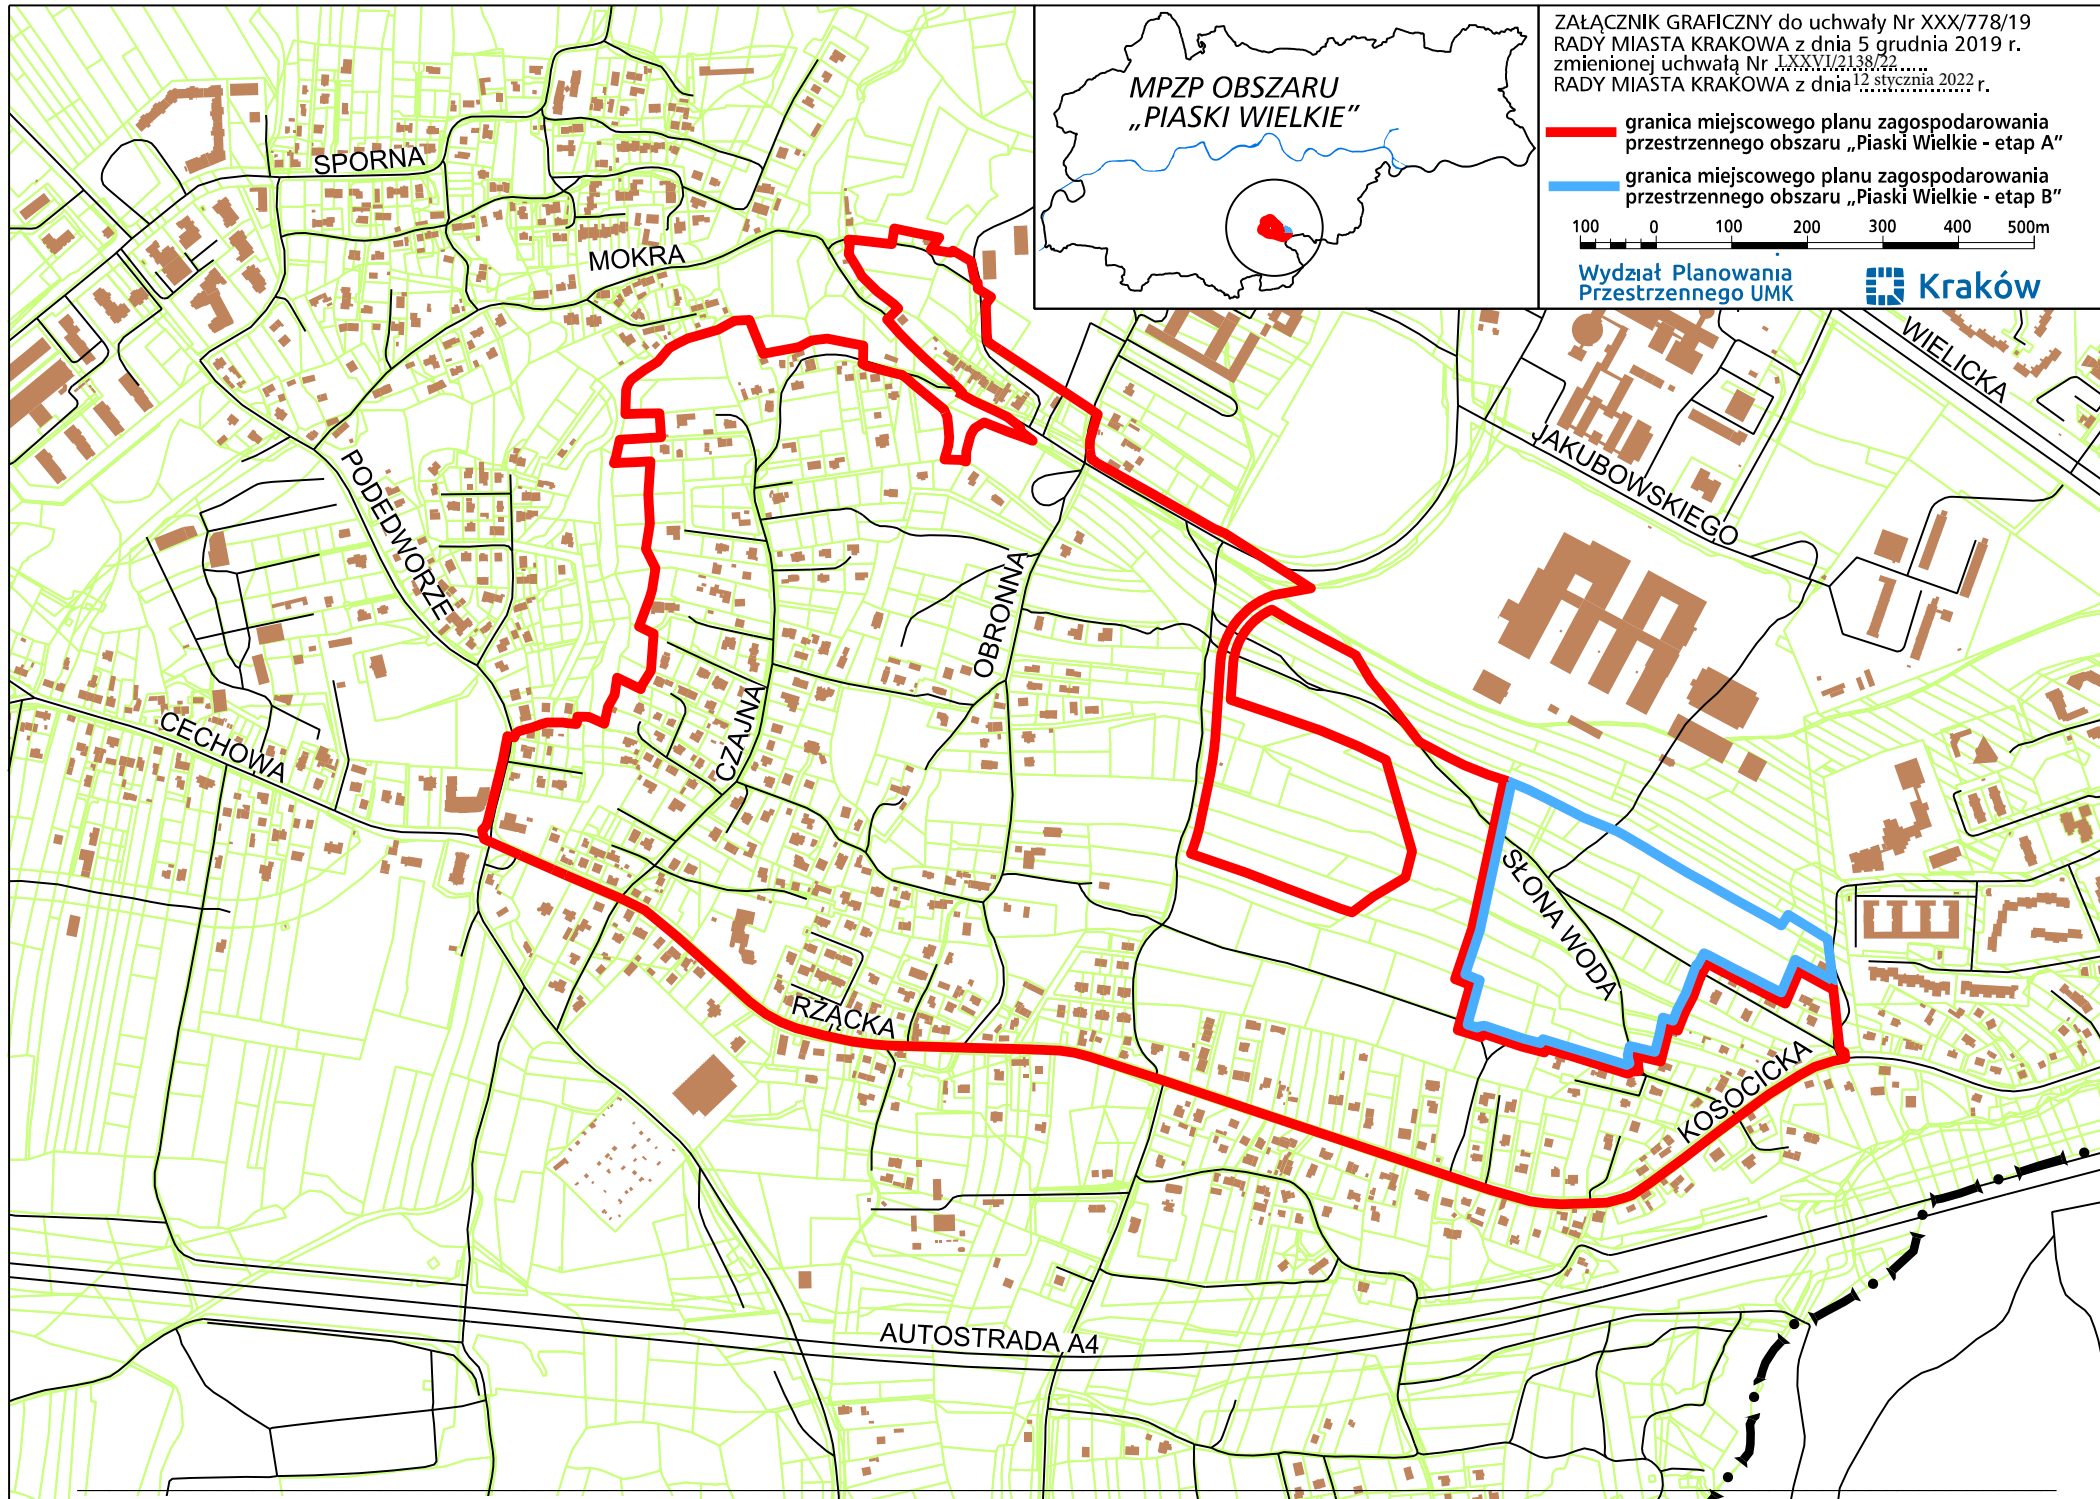 MPZP OBSZARU
„PIASKI WIELKIE”
ZAŁĄCZNIK GRAFICZNY do uchwały Nr XXX/778/19
RADY MIASTA KRAKOWA z dnia 5 grudnia 2019 r.
zmienionej uchwałą Nr LXXVI/2138/22
RADY MIASTA KRAKOWA z dnia 12 stycznia 2022 r.
granica miejscowego planu zagospodarowania
przestrzennego obszaru „Piaski Wielkie - etap A”
granica miejscowego planu zagospodarowania
przestrzennego obszaru „Piaski Wielkie - etap B”
100 0 100 200 300 400 500m
Wydział Planowania
Przestrzennego UMK
Kraków
SPORNA
MOKRA
WIELICKA
JAKUBOWSKIEGO
PODEDWORZE
OBRONNA
CZAJNA
CECHOWA
SŁONA WODA
RŻĄCKA
KOSOCICKA
AUTOSTRADA A4